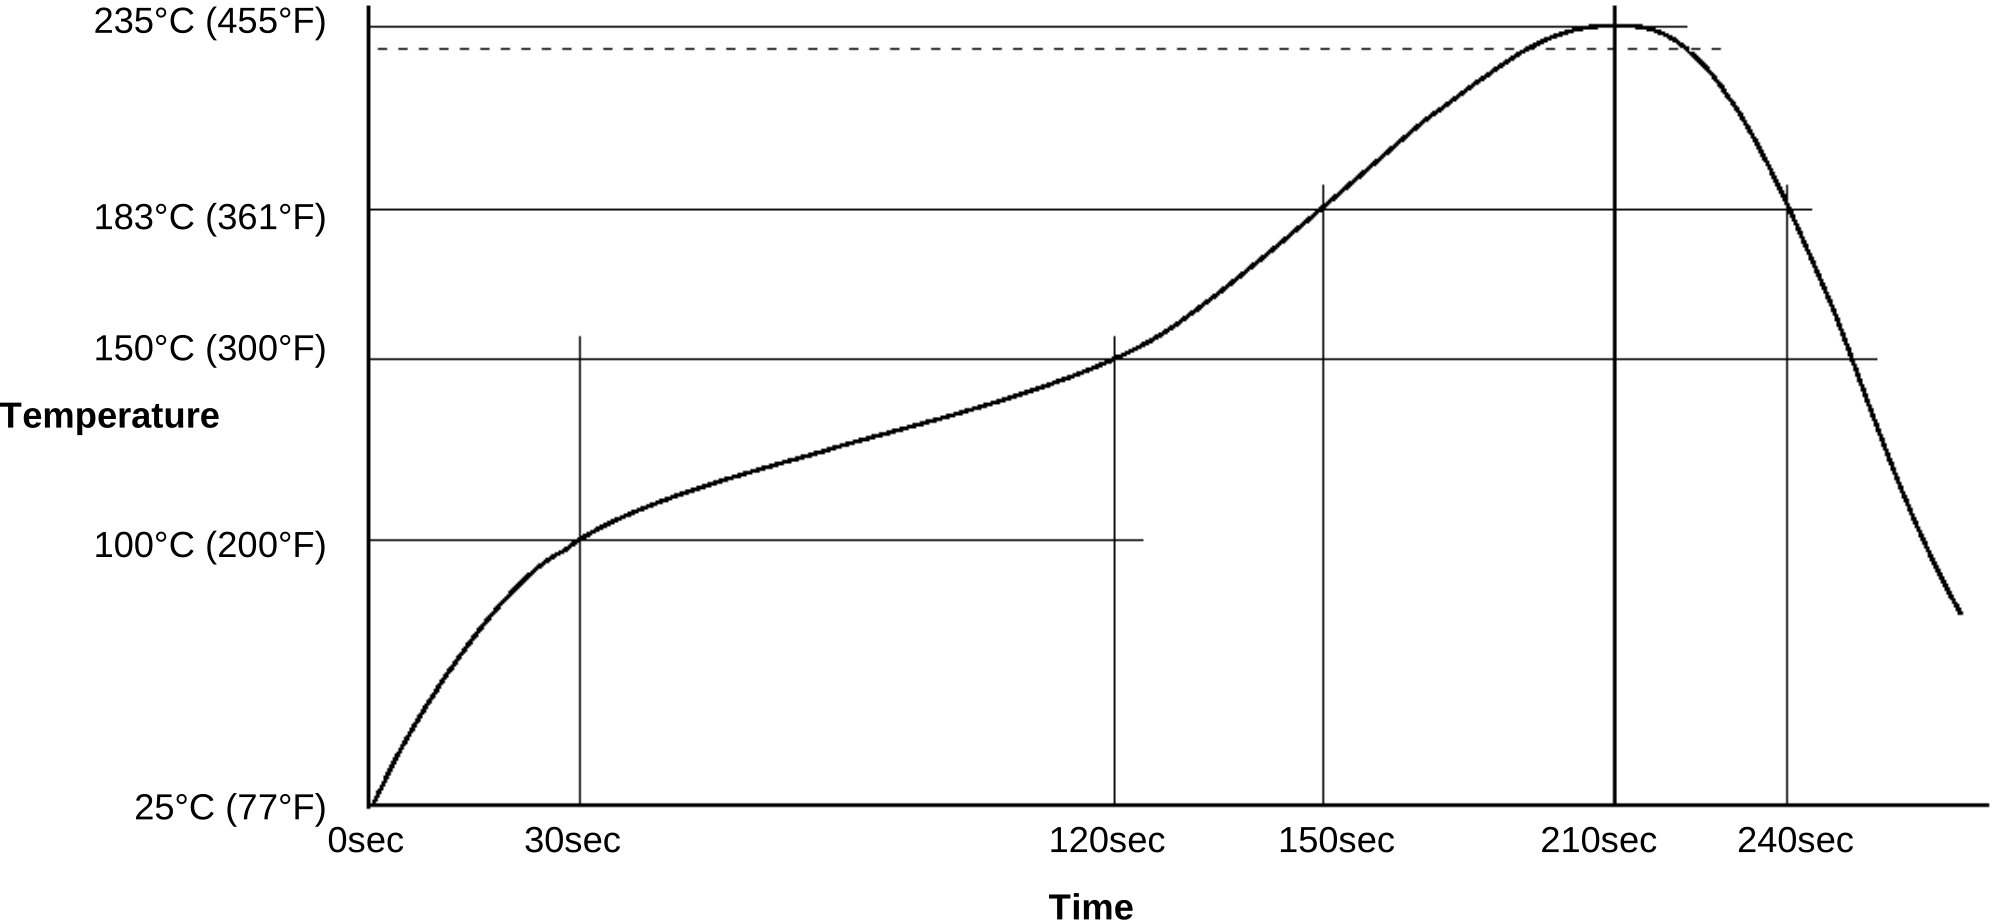 235°C (455°F)
183°C (361°F)
150°C (300°F)
Temperature
100°C (200°F)
25°C (77°F)
0sec 30sec 120sec 150sec 210sec 240sec
Time